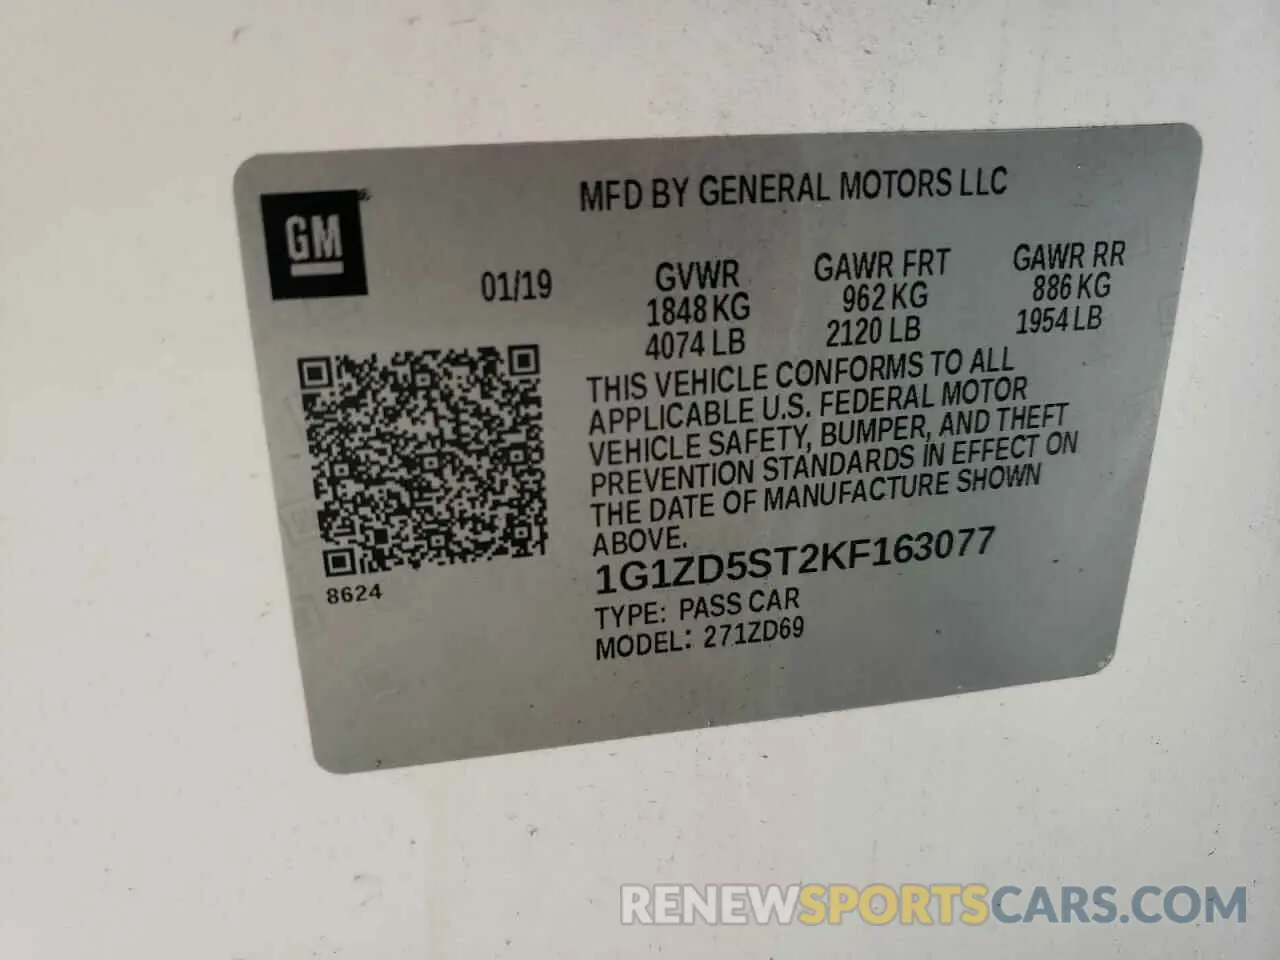 MFD BY GENERAL MOTORS LLC
GM
01/19
GVWR
1848 KG
4074 LB
GAWR FRT
962 KG
2120 LB
GAWR RR
886 KG
1954 LB
THIS VEHICLE CONFORMS TO ALL
APPLICABLE U.S. FEDERAL MOTOR
VEHICLE SAFETY, BUMPER, AND THEFT
PREVENTION STANDARDS IN EFFECT ON
THE DATE OF MANUFACTURE SHOWN
ABOVE.
1G1ZD5ST2KF163077
TYPE: PASS CAR
MODEL: 271ZD69
8624
RENEWSPORTSCARS.COM